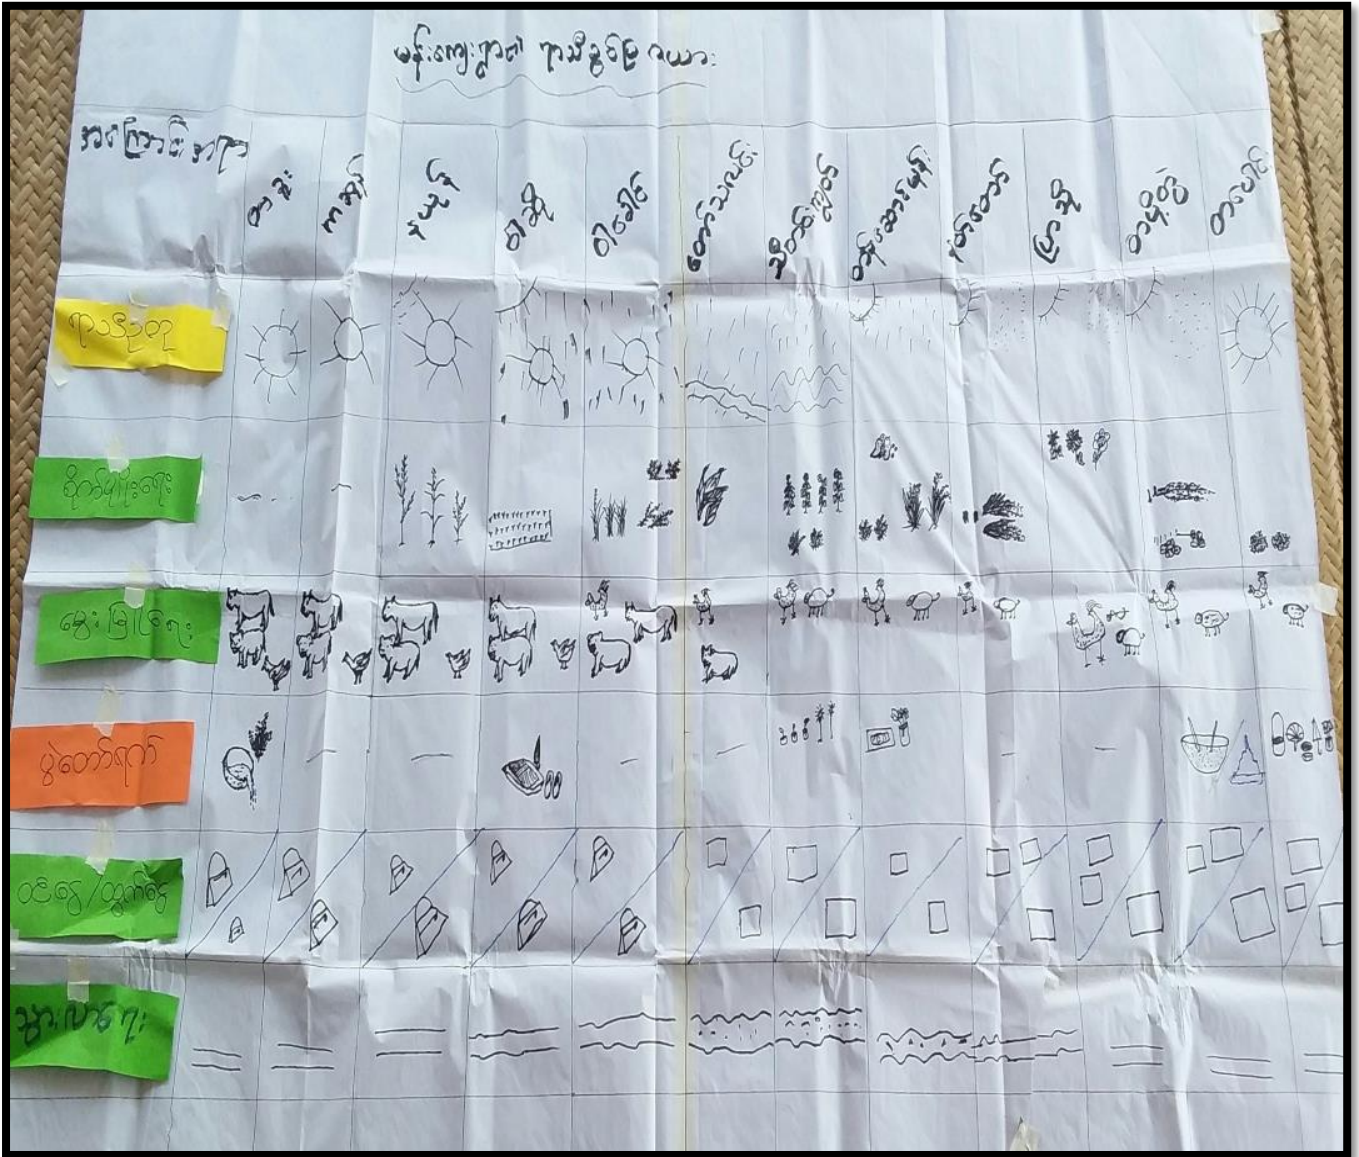 မန်းကျေးရွာ၏ ရာသီခွင်ပြ ဇယား
အကြောင်းအရာ
တန်ခူး
ကဆုန်
နယုန်
ဝါဆို
ဝါခေါင်
တော်သလင်း
သီတင်းကျွတ်
တန်ဆောင်မုန်း
နတ်တော်
ပြာသို
တပို့တွဲ
တပေါင်း
ရာသီဥတု
စိုက်ပျိုးရေး
မွေးမြူရေး
ပွဲတော်ရက်
ဝင်ငွေ/ထွက်ငွေ
သွားလာရေး